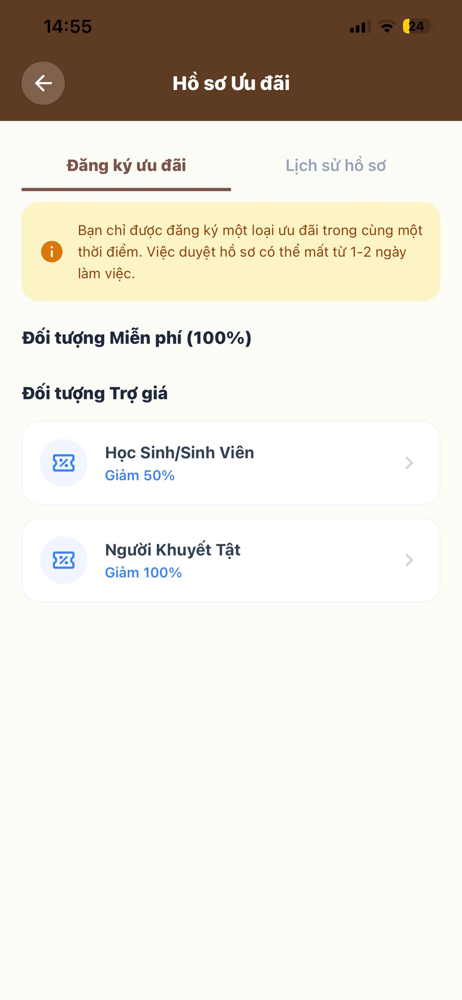 14:55
24
Hồ sơ Ưu đãi
Đăng ký ưu đãi
Lịch sử hồ sơ
Bạn chỉ được đăng ký một loại ưu đãi trong cùng một
thời điểm. Việc duyệt hồ sơ có thể mất từ 1-2 ngày
làm việc.
Đối tượng Miễn phí (100%)
Đối tượng Trợ giá
Học Sinh/Sinh Viên
Giảm 50%
Người Khuyết Tật
Giảm 100%